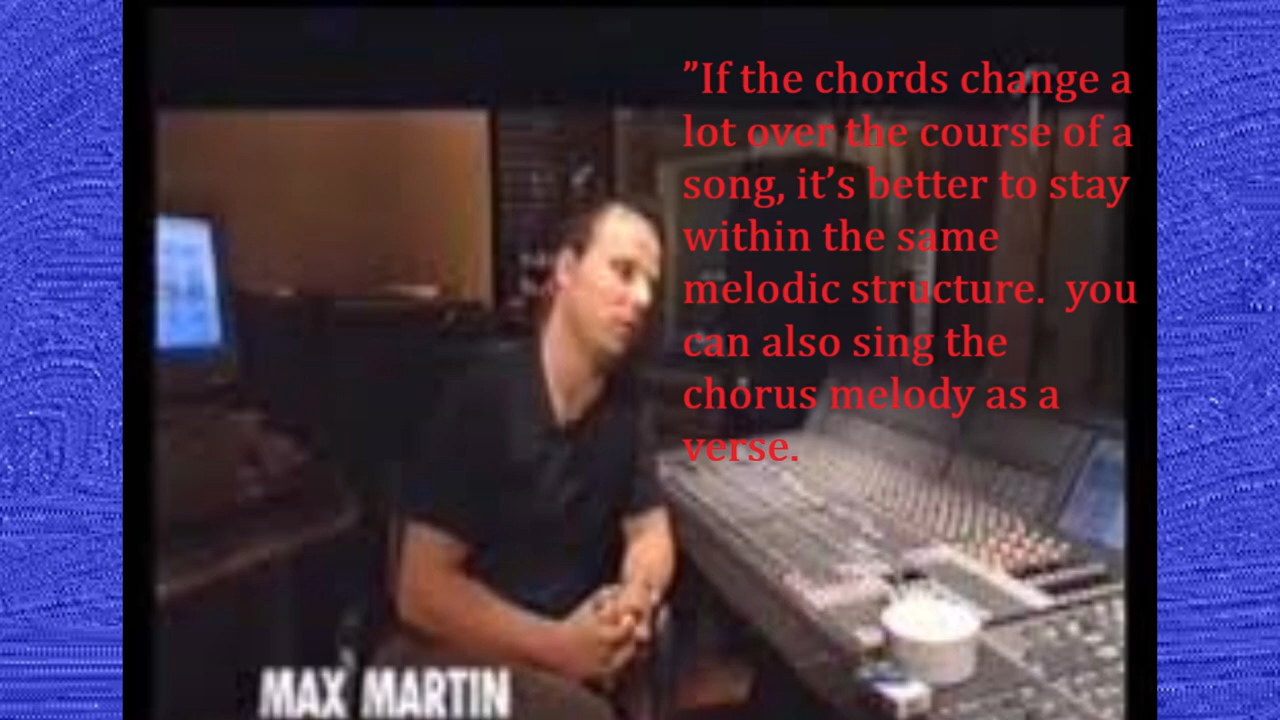 ”If the chords change a
lot over the course of a
song, it’s better to stay
within the same
melodic structure.  you
can also sing the
chorus melody as a
verse.
MAX MARTIN